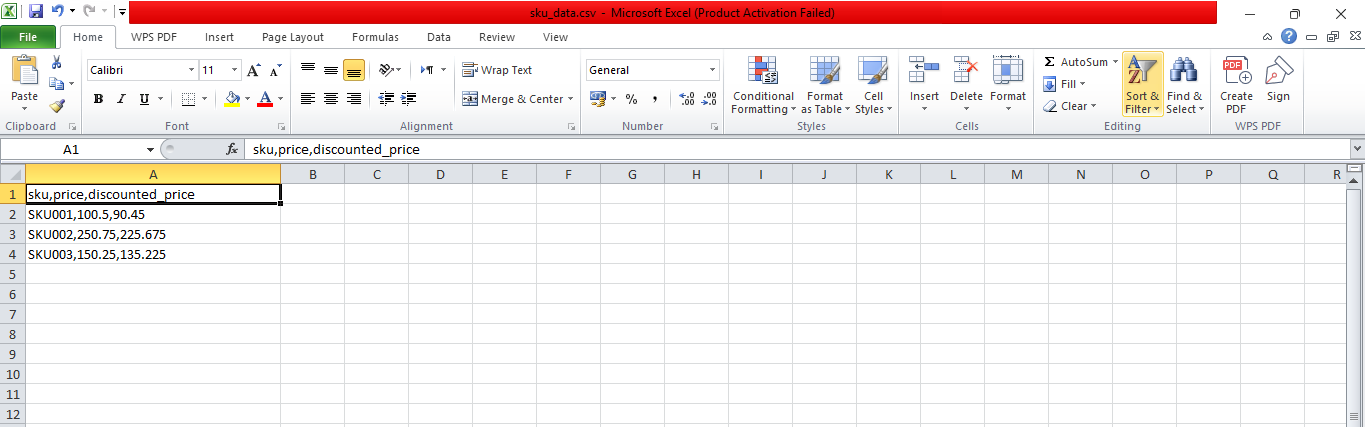 sku_data.csv - Microsoft Excel (Product Activation Failed)
File Home WPS PDF Insert Page Layout Formulas Data Review View
Paste
Calibri 11
Wrap Text
Merge & Center
General
Conditional Formatting
Format as Table
Cell Styles
Insert Delete Format
AutoSum
Fill
Clear
Sort & Filter
Find & Select
Create PDF
Sign
Clipboard Font Alignment Number Styles Cells Editing WPS PDF
A1 fx sku,price,discounted_price
A B C D E F G H I J K L M N O P Q R
1 sku,price,discounted_price
2 SKU001,100.5,90.45
3 SKU002,250.75,225.675
4 SKU003,150.25,135.225
5
6
7
8
9
10
11
12